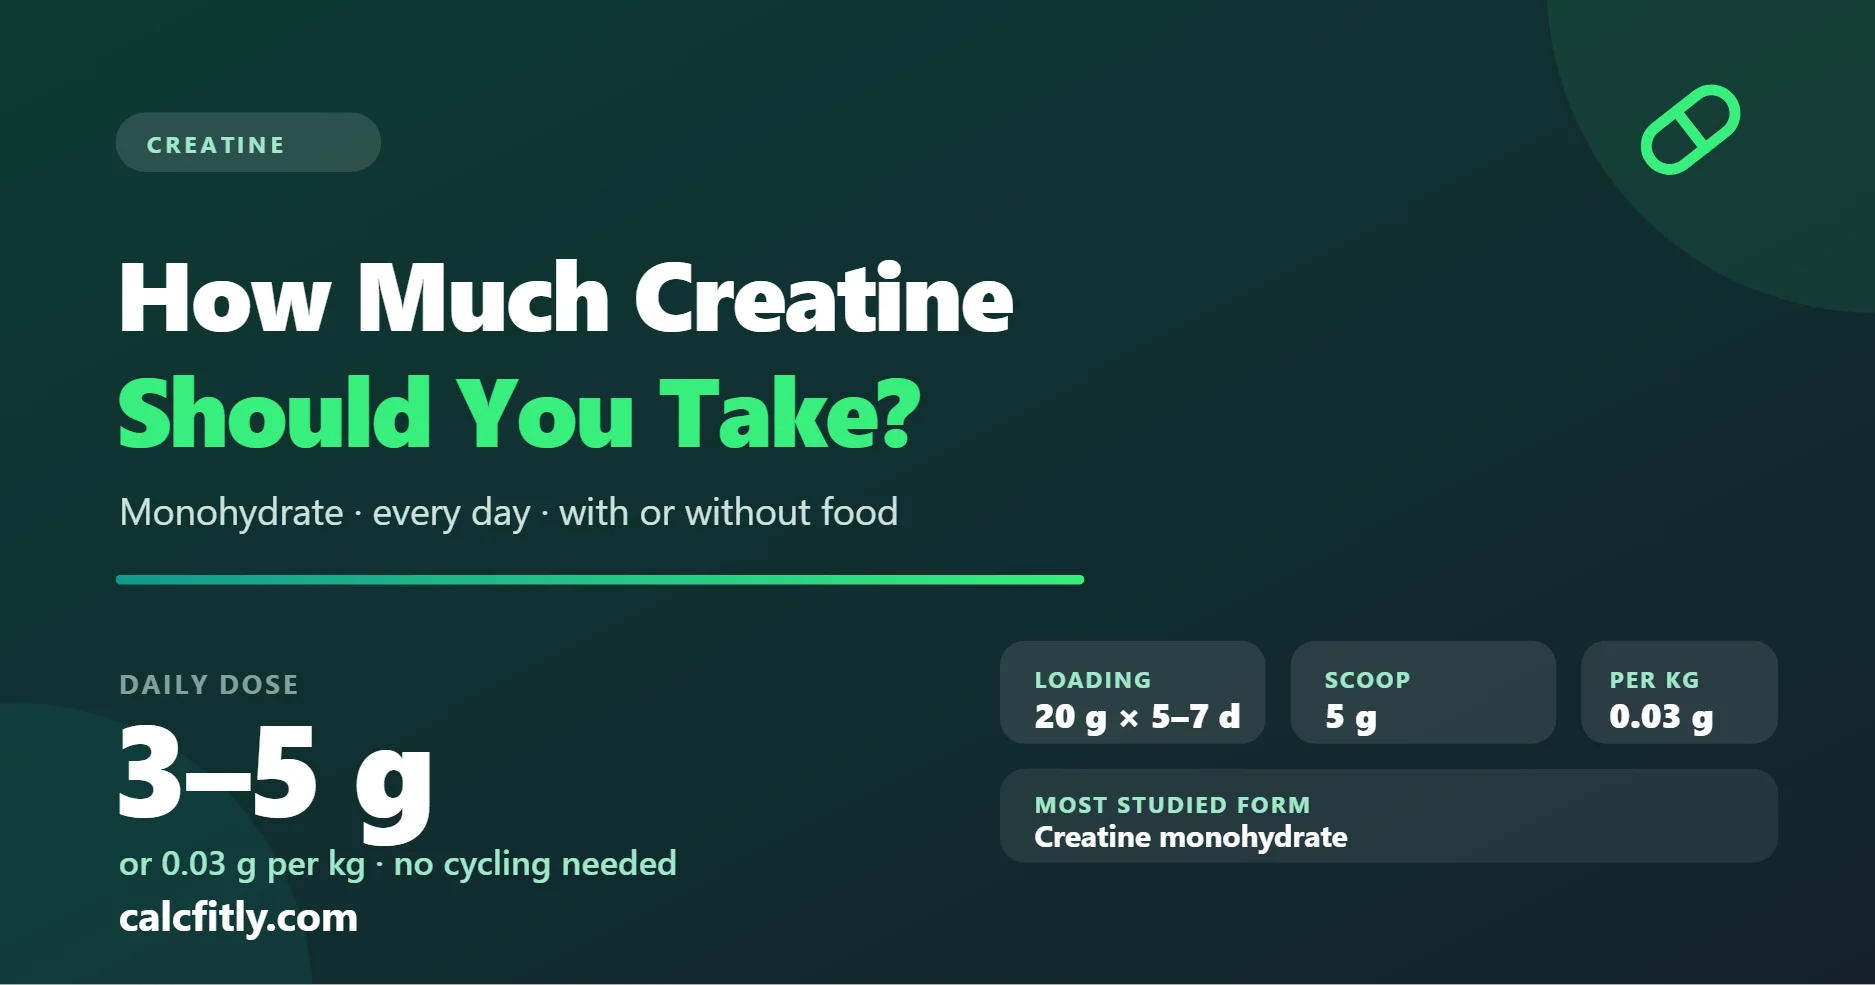 CREATINE
How Much Creatine
Should You Take?
Monohydrate · every day · with or without food
DAILY DOSE
3–5 g
or 0.03 g per kg · no cycling needed
calcfitly.com
LOADING
20 g × 5–7 d
SCOOP
5 g
PER KG
0.03 g
MOST STUDIED FORM
Creatine monohydrate